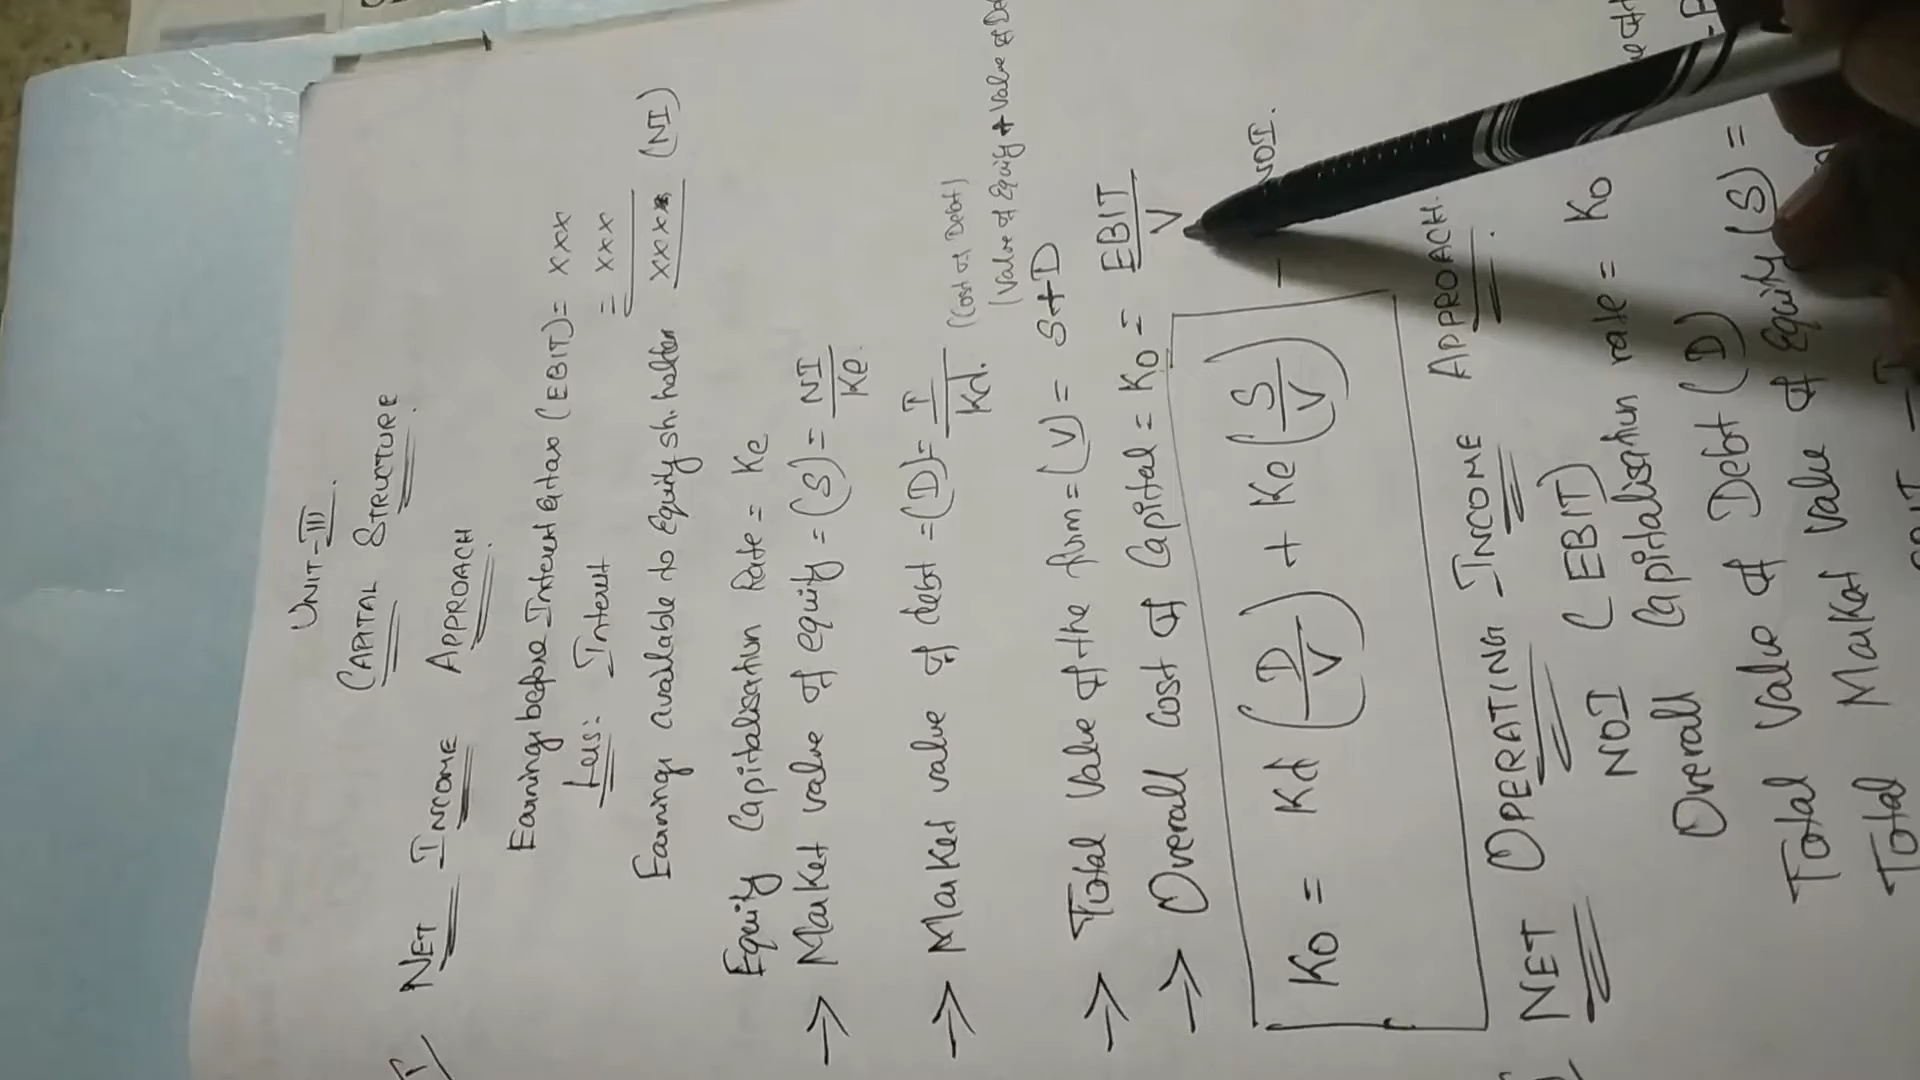 UNIT-III.
CAPITAL STRUCTURE.
I/ NET INCOME APPROACH.
Earnings before Interest & tax (EBIT) = xxx
Less: Interest = xxx
Earnings available to Equity sh. holders xxxx (NI)
Equity Capitalisation Rate = Ke
→ Market value of equity = (S) = NI/Ke.
→ Market value of debt = (D) = I/Kd. (Cost of Debt)
(Value of Equity + Value of De
→ Total Value of the firm = (V) = S+D
→ Overall Cost of Capital = Ko = EBIT/V
Ko = Kd (D/V) + Ke (S/V) - NOI.
NET OPERATING INCOME APPROACH.
NOI (EBIT)
Overall Capitalisation rate = Ko
Total Value of Debt (D)
Total Market Value of Equity (S) =